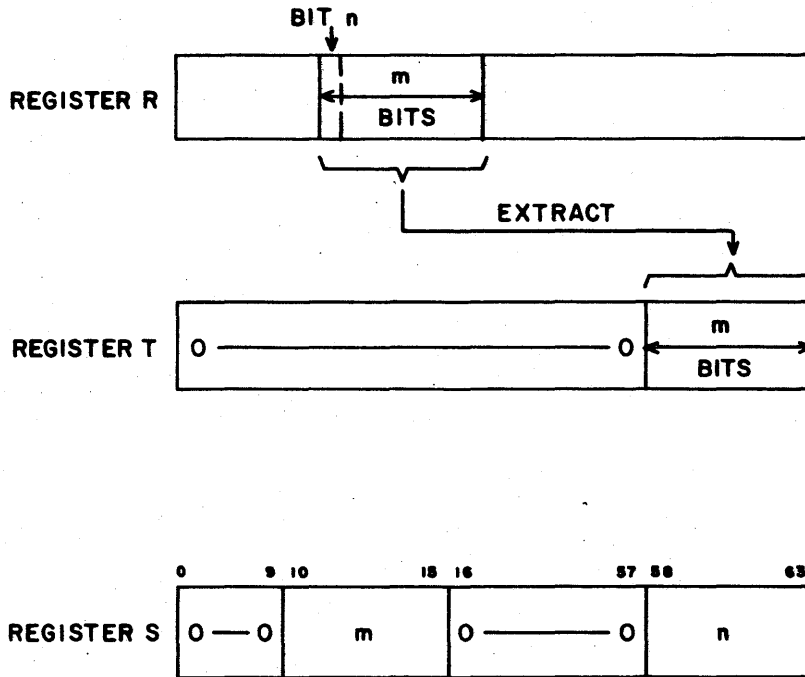 BIT n
REGISTER R
m
BITS
EXTRACT
REGISTER T
0 0
m
BITS
0 9 10 15 16 57 58 63
REGISTER S
0 0 m 0 0 n